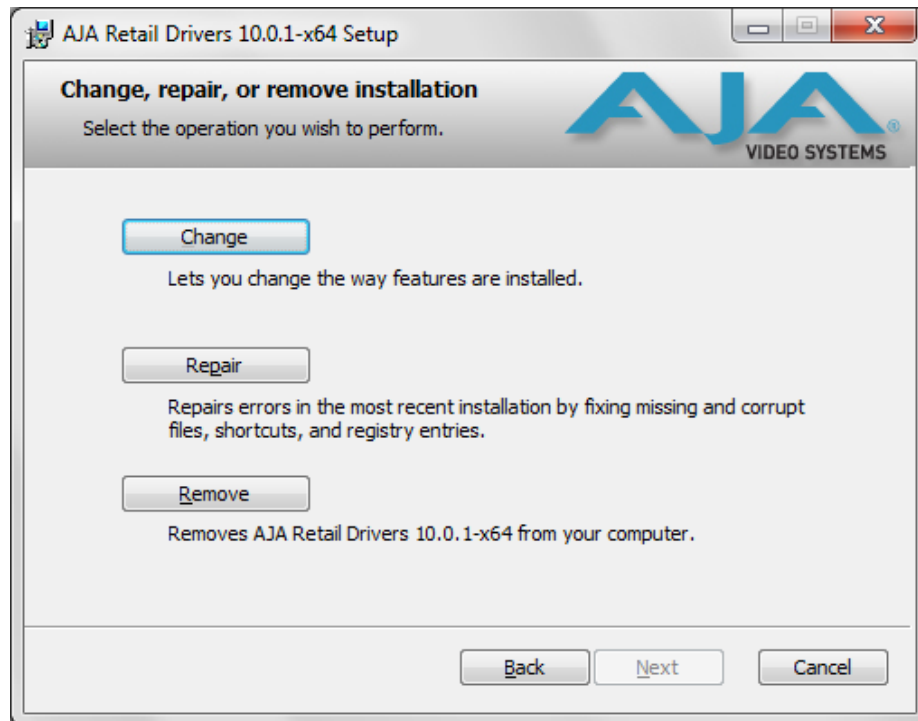 AJA Retail Drivers 10.0.1-x64 Setup
Change, repair, or remove installation
Select the operation you wish to perform.
AJA®
VIDEO SYSTEMS
Change
Lets you change the way features are installed.
Repair
Repairs errors in the most recent installation by fixing missing and corrupt
files, shortcuts, and registry entries.
Remove
Removes AJA Retail Drivers 10.0.1-x64 from your computer.
Back
Next
Cancel